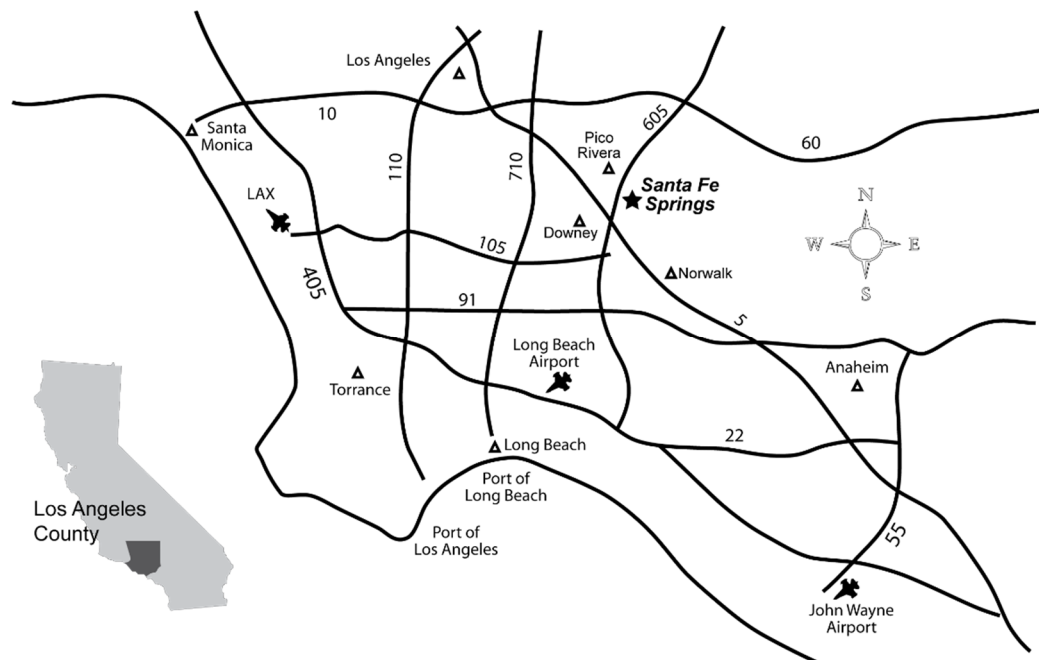 Los Angeles
10
Santa
Monica
110
710
605
Pico
Rivera
60
LAX
Santa Fe
Springs
N
W
E
S
Downey
105
Norwalk
405
91
5
Long Beach
Airport
Anaheim
Torrance
22
Long Beach
Port of
Long Beach
Port of
Los Angeles
Los Angeles
County
55
John Wayne
Airport